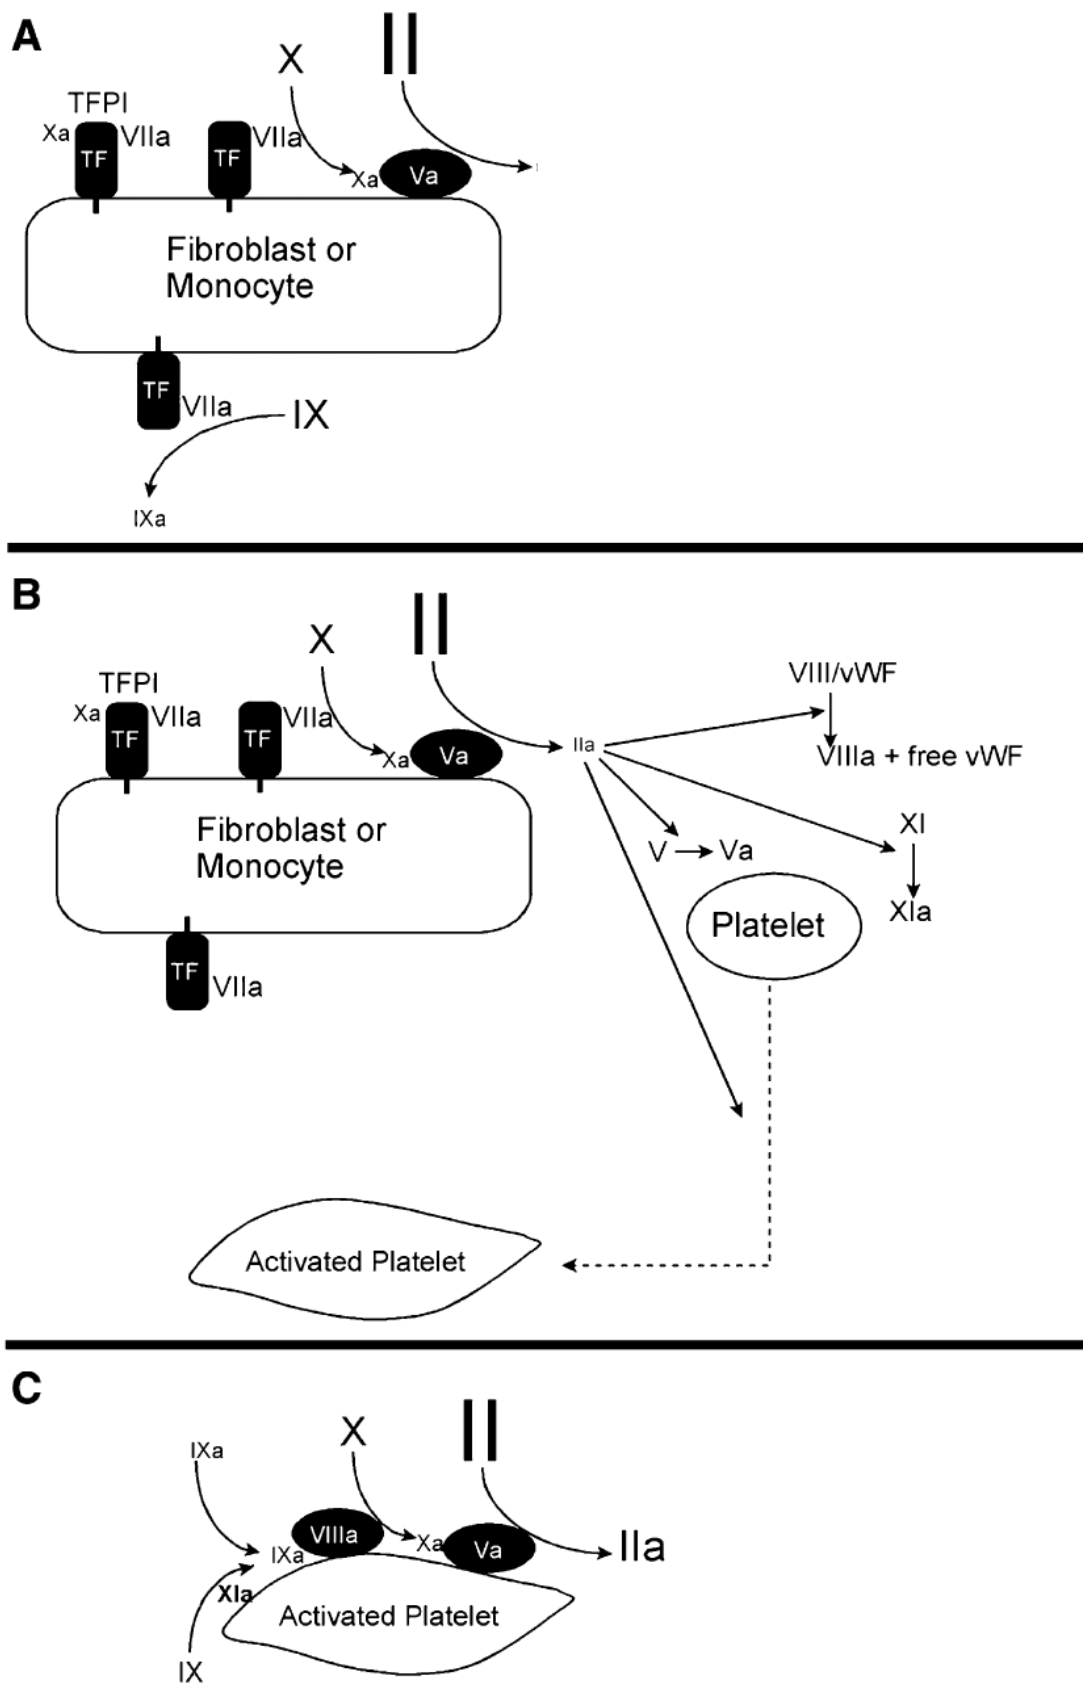 A
X
II
TFPI
Xa
TF
VIIa
TF
VIIa
Xa
Va
Fibroblast or
Monocyte
TF
VIIa
IX
IXa
B
X
II
TFPI
Xa
TF
VIIa
TF
VIIa
Xa
Va
IIa
VIII/vWF
VIIIa + free vWF
Fibroblast or
Monocyte
V
Va
XI
XIa
Platelet
TF
VIIa
Activated Platelet
C
IXa
X
II
VIIIa
IXa
Xa
Va
IIa
XIa
Activated Platelet
IX